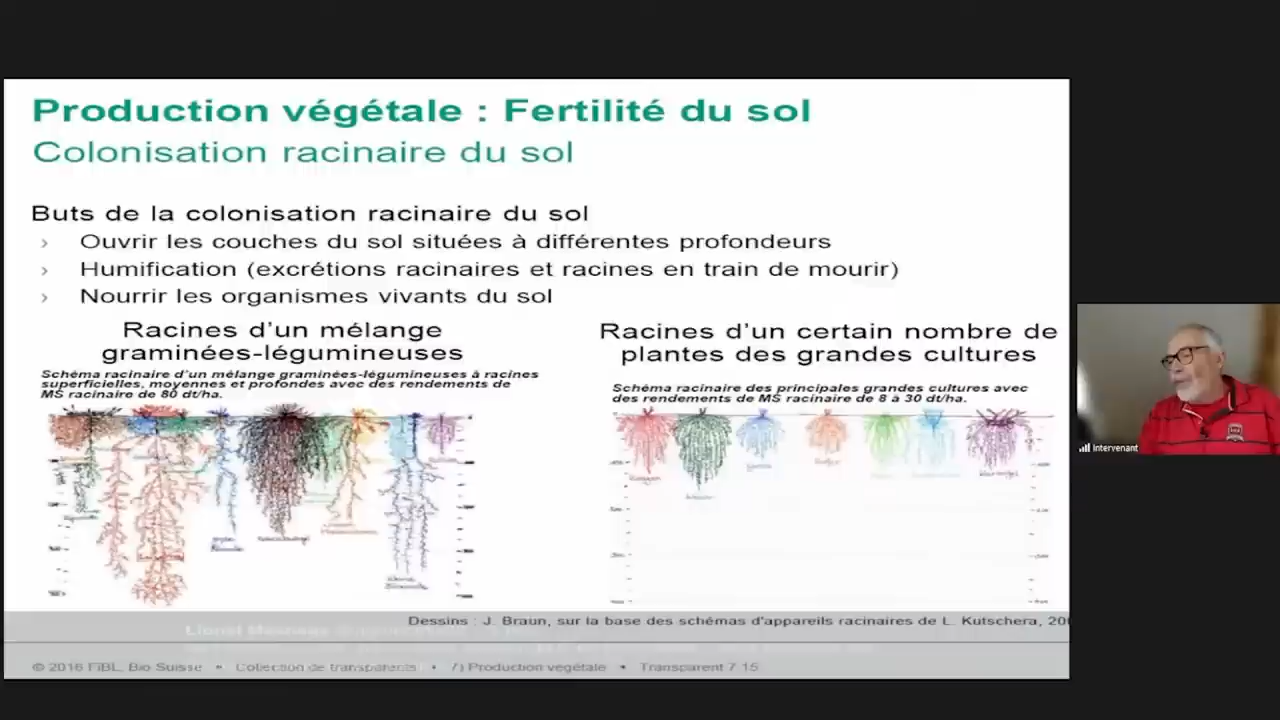 Production végétale : Fertilité du sol
Colonisation racinaire du sol
Buts de la colonisation racinaire du sol
› Ouvrir les couches du sol situées à différentes profondeurs
› Humification (excrétions racinaires et racines en train de mourir)
› Nourrir les organismes vivants du sol
Racines d'un mélange
graminées-légumineuses
Schéma racinaire d'un mélange graminées-légumineuses à racines
superficielles, moyennes et profondes avec des rendements de
MS racinaire de 80 dt/ha.
Racines d'un certain nombre de
plantes des grandes cultures
Schéma racinaire des principales grandes cultures avec
des rendements de MS racinaire de 8 à 30 dt/ha.
Intervenant
Dessins : J. Braun, sur la base des schémas d'appareils racinaires de L. Kutschera, 20
Lionel
© 2016 FiBL, Bio Suisse • Collection de transparents • 7) Production végétale • Transparent 7.15